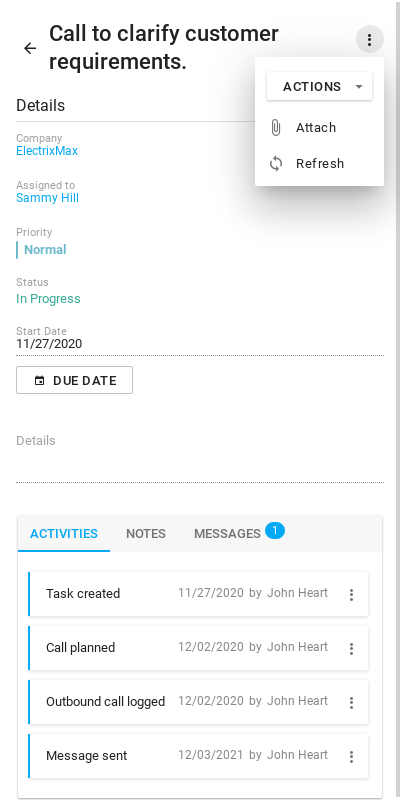 Call to clarify customer
requirements.
ACTIONS
Attach
Refresh
Details
Company
ElectrixMax
Assigned to
Sammy Hill
Priority
Normal
Status
In Progress
Start Date
11/27/2020
DUE DATE
Details
ACTIVITIES NOTES MESSAGES 1
Task created 11/27/2020 by John Heart
Call planned 12/02/2020 by John Heart
Outbound call logged 12/02/2020 by John Heart
Message sent 12/03/2021 by John Heart